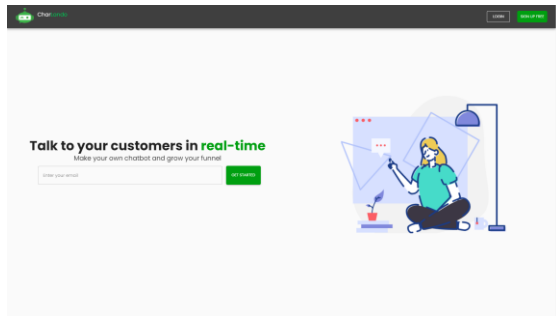 LOGIN
SIGN UP FREE
Talk to your customers in real-time
Make your own chatbot and grow your funnel
Enter your email
GET STARTED